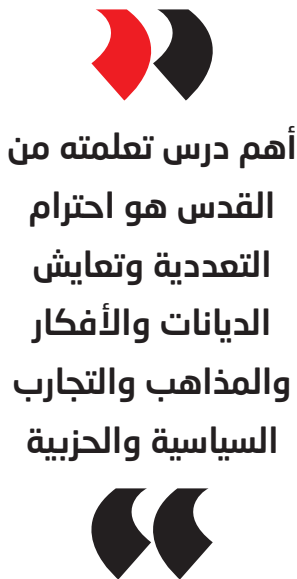 أهم درس تعلمته من
القدس هو احترام
التعددية وتعايش
الديانات والأفكار
والمذاهب والتجارب
السياسية والحزبية